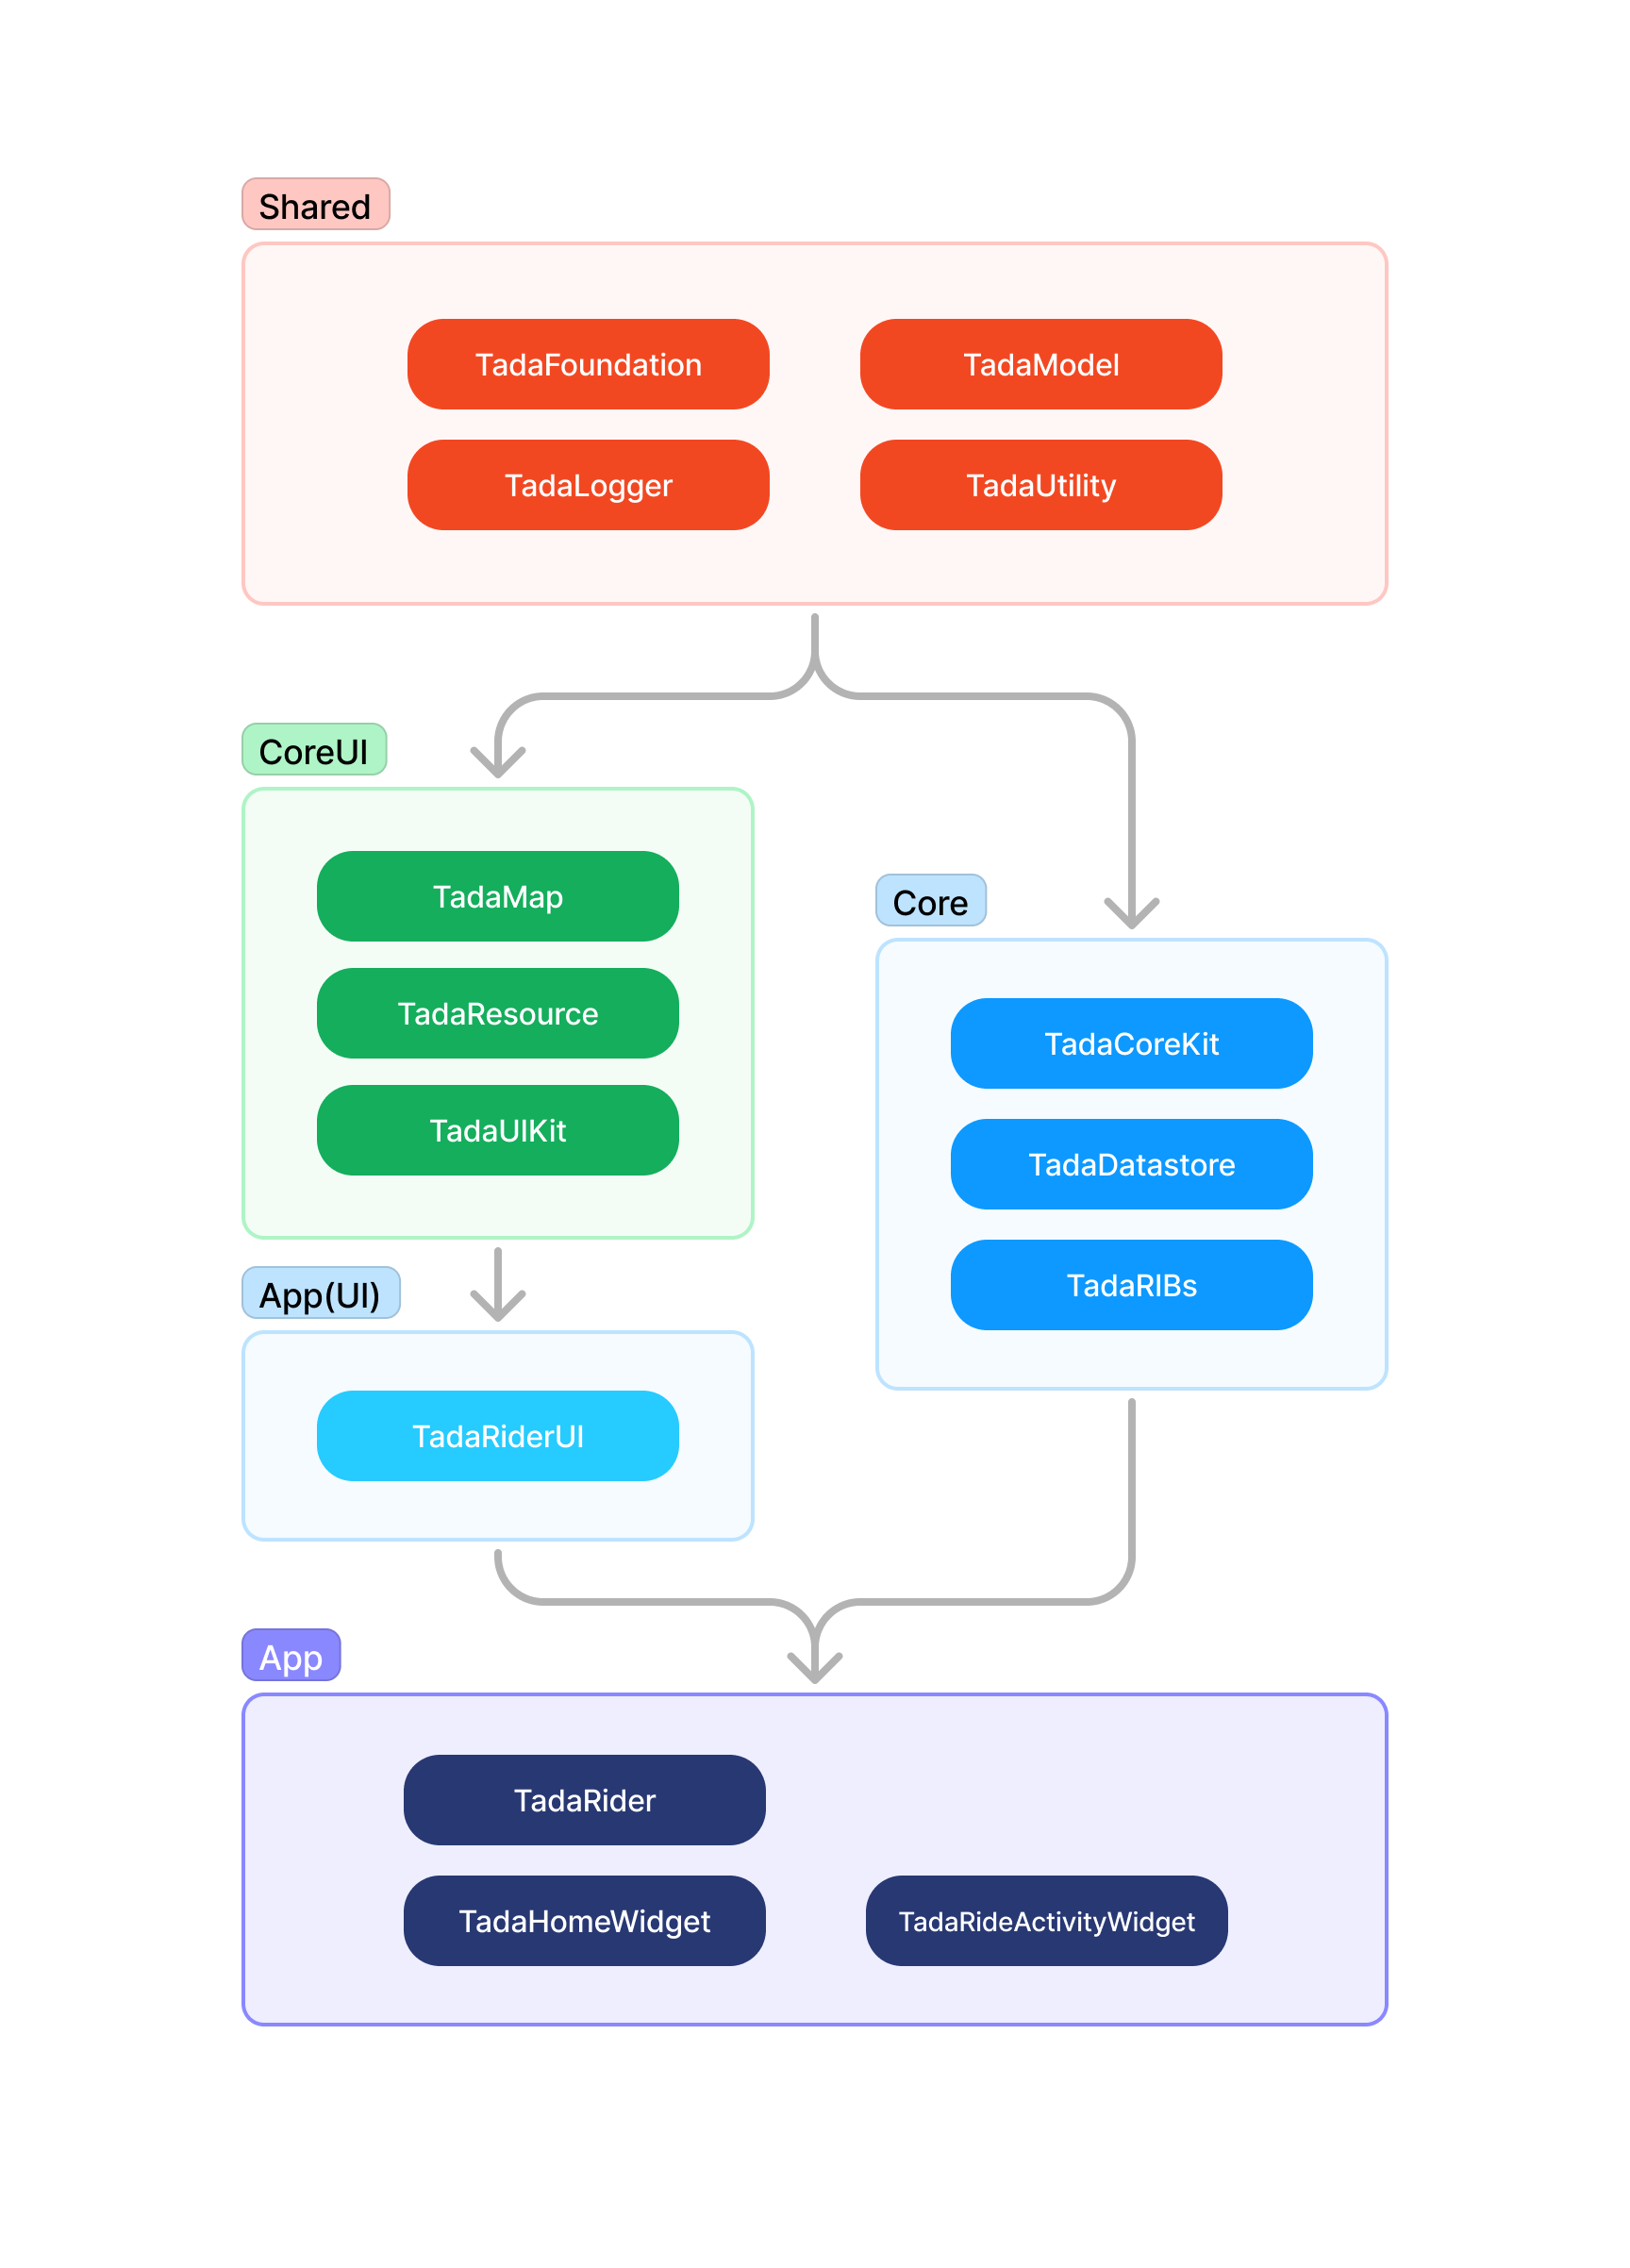 Shared
TadaFoundation
TadaModel
TadaLogger
TadaUtility
CoreUI
TadaMap
TadaResource
TadaUIKit
Core
TadaCoreKit
TadaDatastore
TadaRIBs
App(UI)
TadaRiderUI
App
TadaRider
TadaHomeWidget
TadaRideActivityWidget